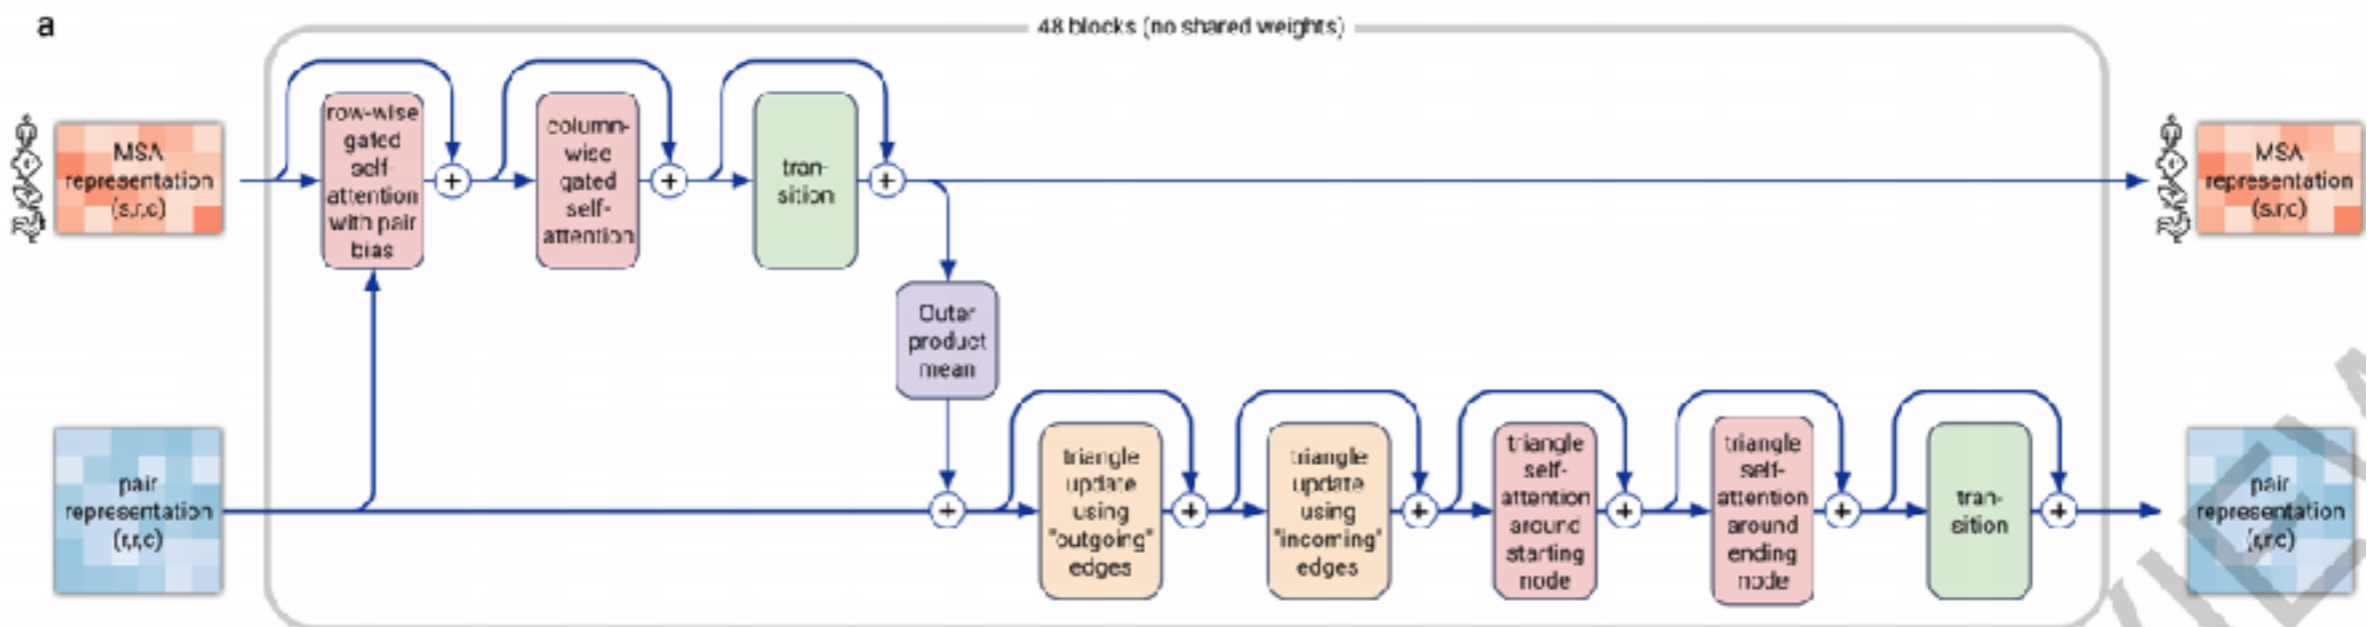 a
48 blocks (no shared weights)
MSA
representation
(s,r,c)
row-wise
gated
self-
attention
with pair
bias
column-
wise
gated
self-
attention
tran-
sition
MSA
representation
(s,r,c)
Outer
product
mean
pair
representation
(r,r,c)
triangle
update
using
"outgoing"
edges
triangle
update
using
"incoming"
edges
triangle
self-
attention
around
starting
node
triangle
self-
attention
around
ending
node
tran-
sition
pair
representation
(r,r,c)